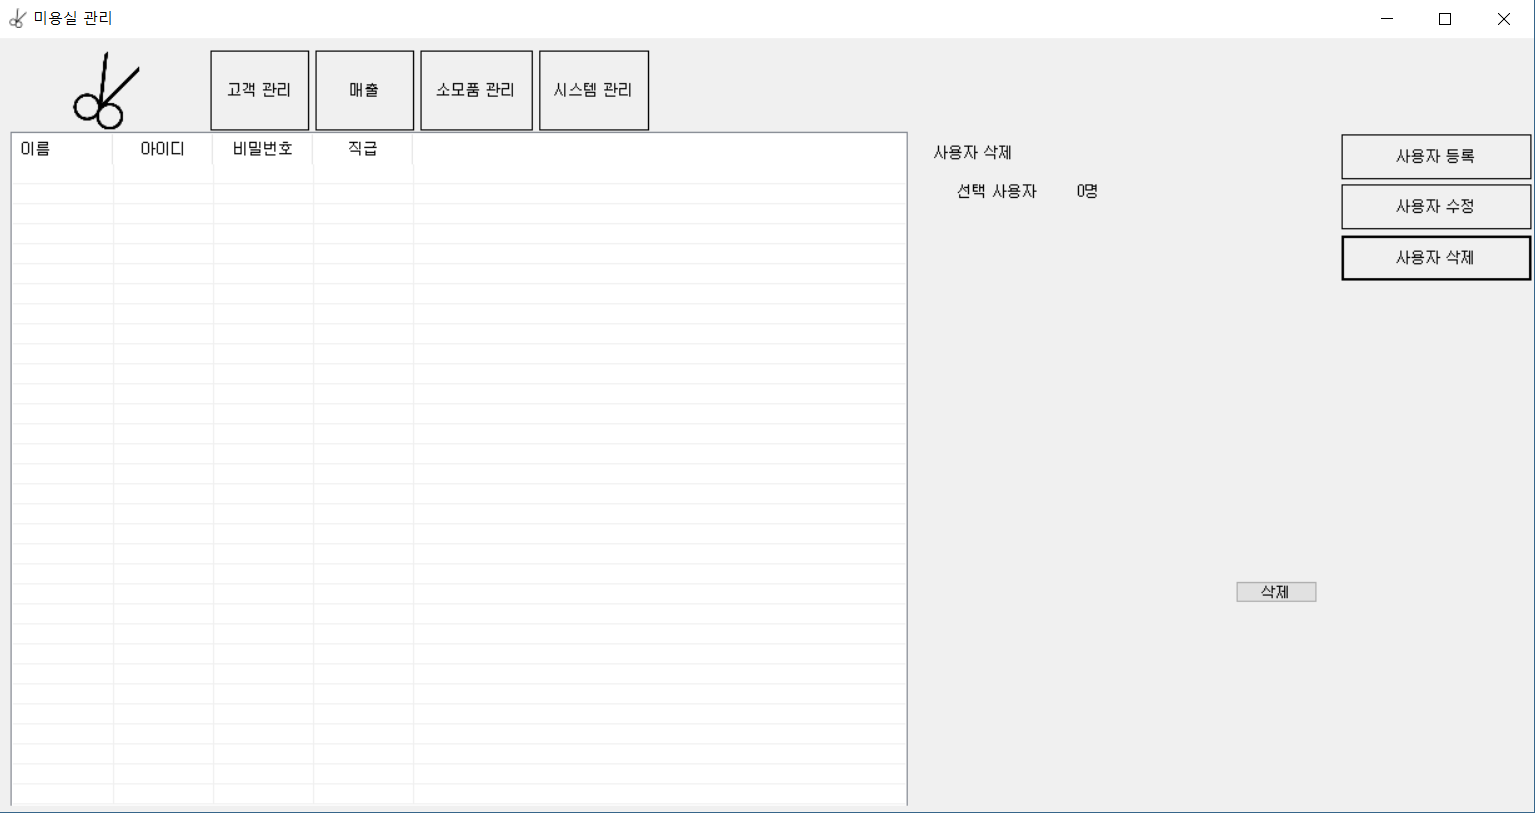 미용실 관리
고객 관리 매출 소모품 관리 시스템 관리
이름 아이디 비밀번호 직급
사용자 삭제
선택 사용자 0명
사용자 등록
사용자 수정
사용자 삭제
삭제